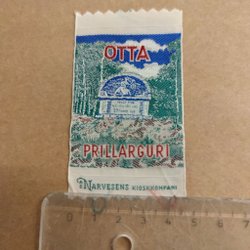 OTTA
PRILLARGURI
NARVESENS KIOSKKOMPANI
0 1 2 3 4 5 6 7